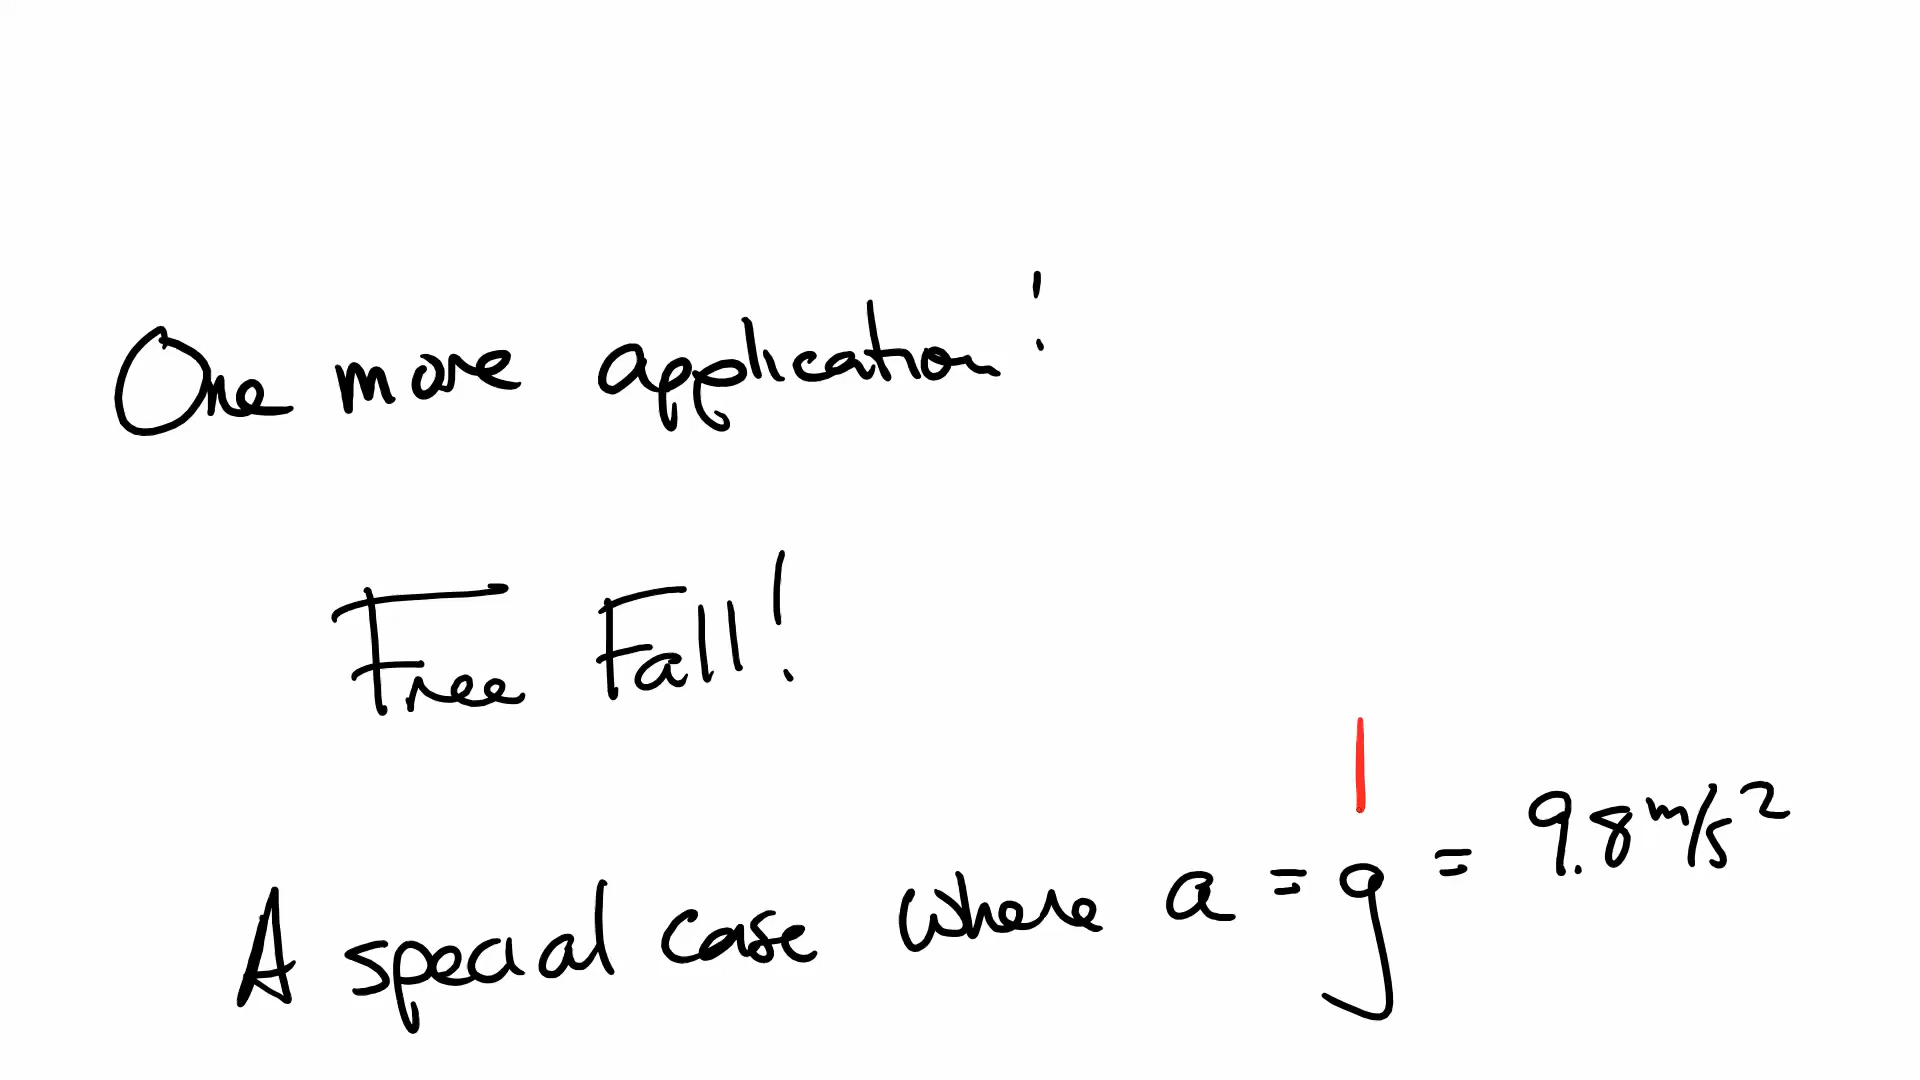 One more application!
Free Fall!
A special case where a = g = 9.8 m/s²